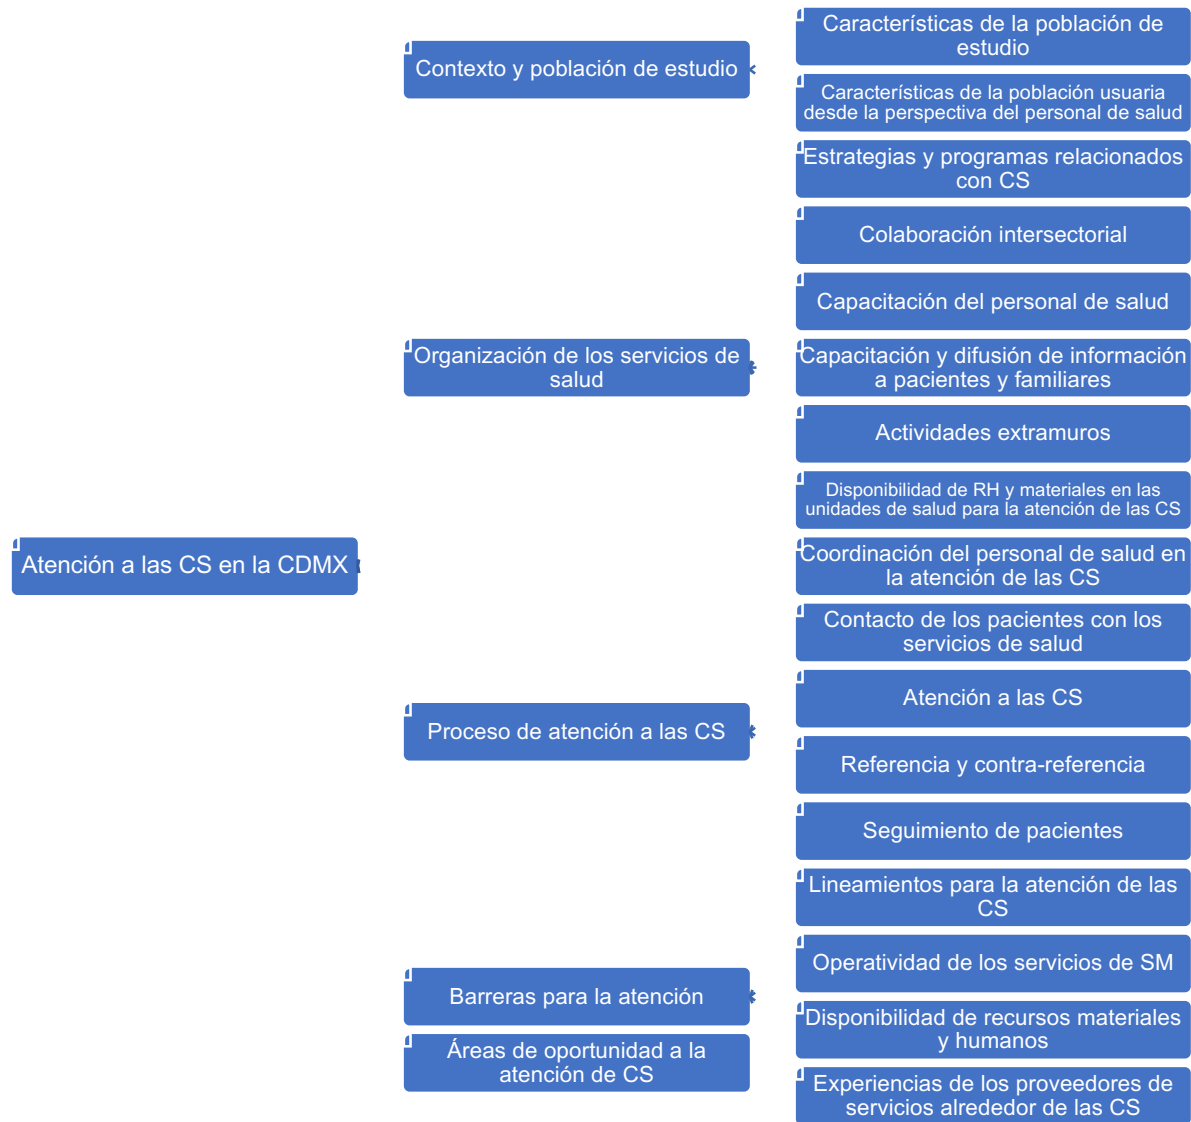 Atención a las CS en la CDMX
Contexto y población de estudio
Características de la población de
estudio
Características de la población usuaria
desde la perspectiva del personal de salud
Organización de los servicios de
salud
Estrategias y programas relacionados
con CS
Colaboración intersectorial
Capacitación del personal de salud
Capacitación y difusión de información
a pacientes y familiares
Actividades extramuros
Disponibilidad de RH y materiales en las
unidades de salud para la atención de las CS
Coordinación del personal de salud en
la atención de las CS
Proceso de atención a las CS
Contacto de los pacientes con los
servicios de salud
Atención a las CS
Referencia y contra-referencia
Seguimiento de pacientes
Lineamientos para la atención de las
CS
Barreras para la atención
Operatividad de los servicios de SM
Disponibilidad de recursos materiales
y humanos
Experiencias de los proveedores de
servicios alrededor de las CS
Áreas de oportunidad a la
atención de CS